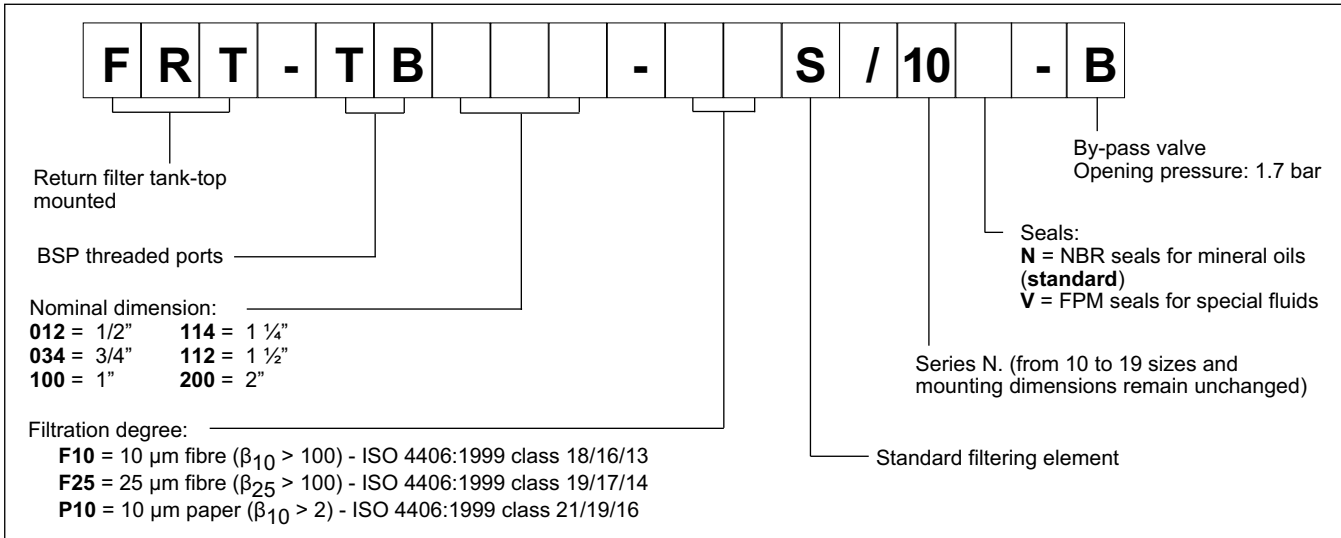 F R T - T B - S / 10 - B
Return filter tank-top
mounted
BSP threaded ports
Nominal dimension:
012 = 1/2” 114 = 1 ¼”
034 = 3/4” 112 = 1 ½”
100 = 1” 200 = 2”
Filtration degree:
F10 = 10 μm fibre (β10 > 100) - ISO 4406:1999 class 18/16/13
F25 = 25 μm fibre (β25 > 100) - ISO 4406:1999 class 19/17/14
P10 = 10 μm paper (β10 > 2) - ISO 4406:1999 class 21/19/16
By-pass valve
Opening pressure: 1.7 bar
Seals:
N = NBR seals for mineral oils
(standard)
V = FPM seals for special fluids
Series N. (from 10 to 19 sizes and
mounting dimensions remain unchanged)
Standard filtering element